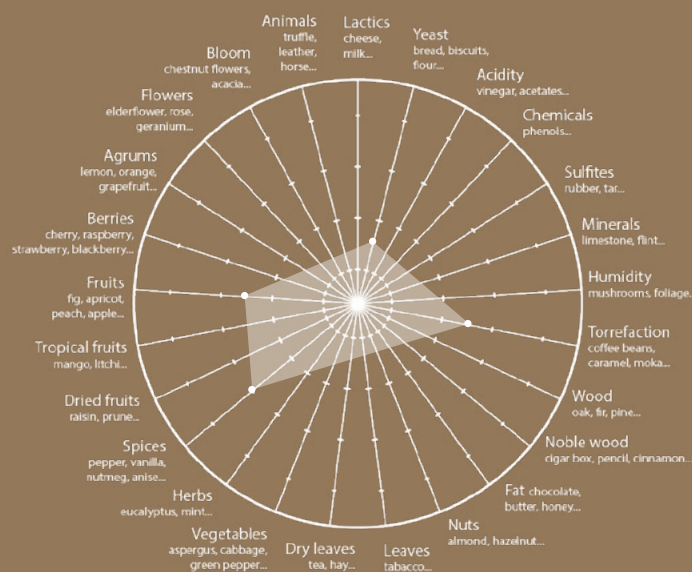 Lactics
cheese,
milk...
Yeast
bread, biscuits,
flour...
Acidity
vinegar, acetates...
Chemicals
phenols...
Sulfites
rubber, tar...
Minerals
limestone, flint...
Humidity
mushrooms, foliage...
Torrefaction
coffee beans,
caramel, moka...
Wood
oak, fir, pine...
Noble wood
cigar box, pencil, cinnamon...
Fat chocolate,
butter, honey...
Nuts
almond, hazelnut...
Leaves
tabacco...
Dry leaves
tea, hay...
Vegetables
aspergus, cabbage,
green pepper...
Herbs
eucalyptus, mint...
Spices
pepper, vanilla,
nutmeg, anise...
Dried fruits
raisin, prune...
Tropical fruits
mango, litchi...
Fruits
fig, apricot,
peach, apple...
Berries
cherry, raspberry,
strawberry, blackberry...
Agrums
lemon, orange,
grapefruit...
Flowers
elderflower, rose,
geranium...
Bloom
chestnut flowers,
acacia...
Animals
truffle,
leather,
horse...